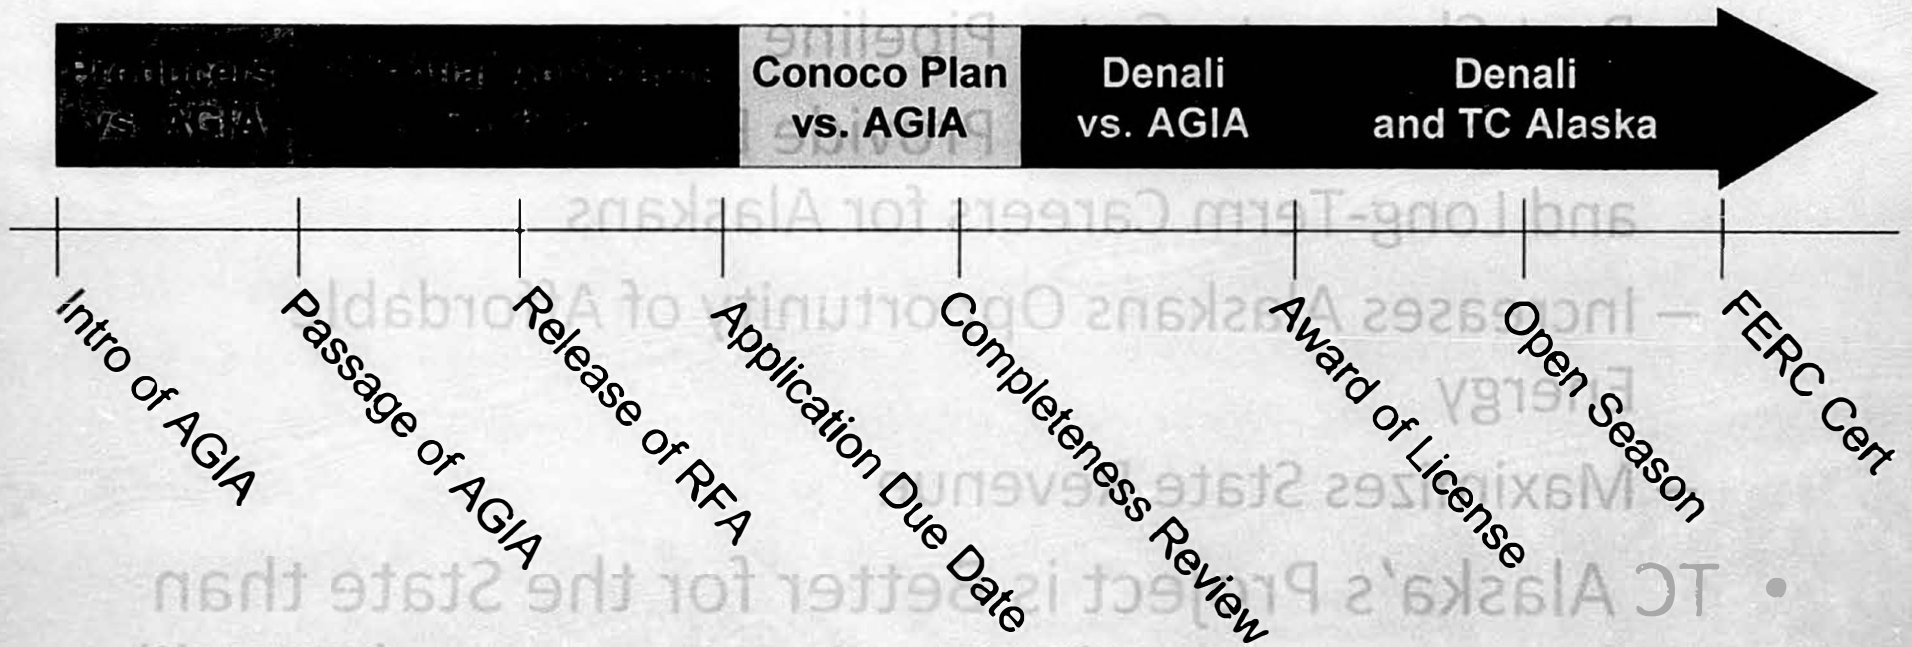 Producers
vs. AGIA
Conoco Plan
vs. AGIA
Denali
vs. AGIA
Denali
and TC Alaska
Intro of AGIA
Passage of AGIA
Release of RFA
Application Due Date
Completeness Review
Award of License
Open Season
FERC Cert
Pipeline
Provide
and Long-Term Careers for Alaskans
– Increases Alaskans Opportunity of
Energy
Maximizes State Revenue
• TC Alaska's Project is Better for the State than